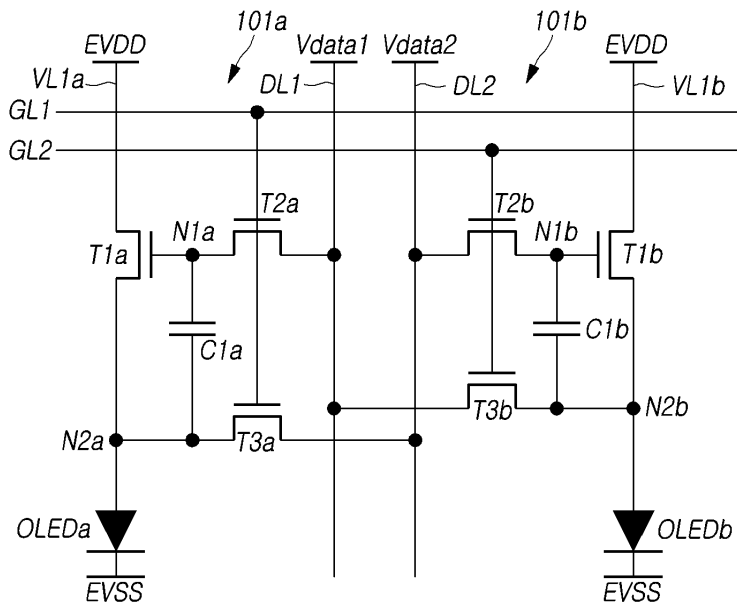 101a
101b
EVDD
Vdata1
Vdata2
EVDD
VL1a
DL1
DL2
VL1b
GL1
GL2
T2a
T2b
N1a
N1b
T1a
T1b
C1a
C1b
T3b
N2b
N2a
T3a
OLEDa
OLEDb
EVSS
EVSS